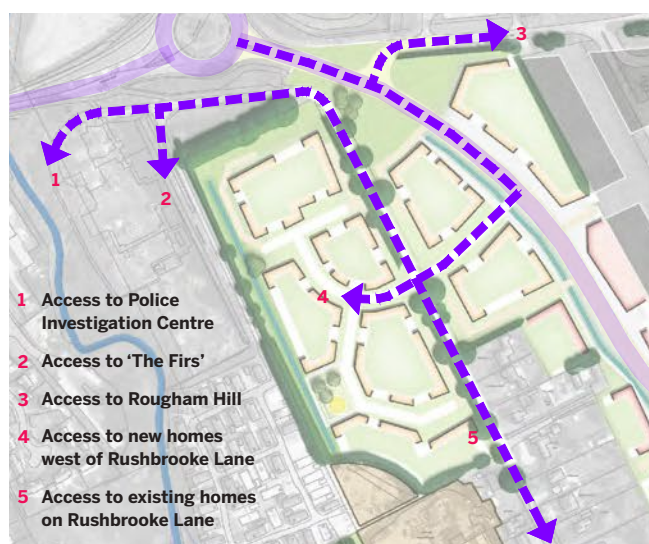 3
1
2
4
5
1 Access to Police
Investigation Centre
2 Access to ‘The Firs’
3 Access to Rougham Hill
4 Access to new homes
west of Rushbrooke Lane
5 Access to existing homes
on Rushbrooke Lane